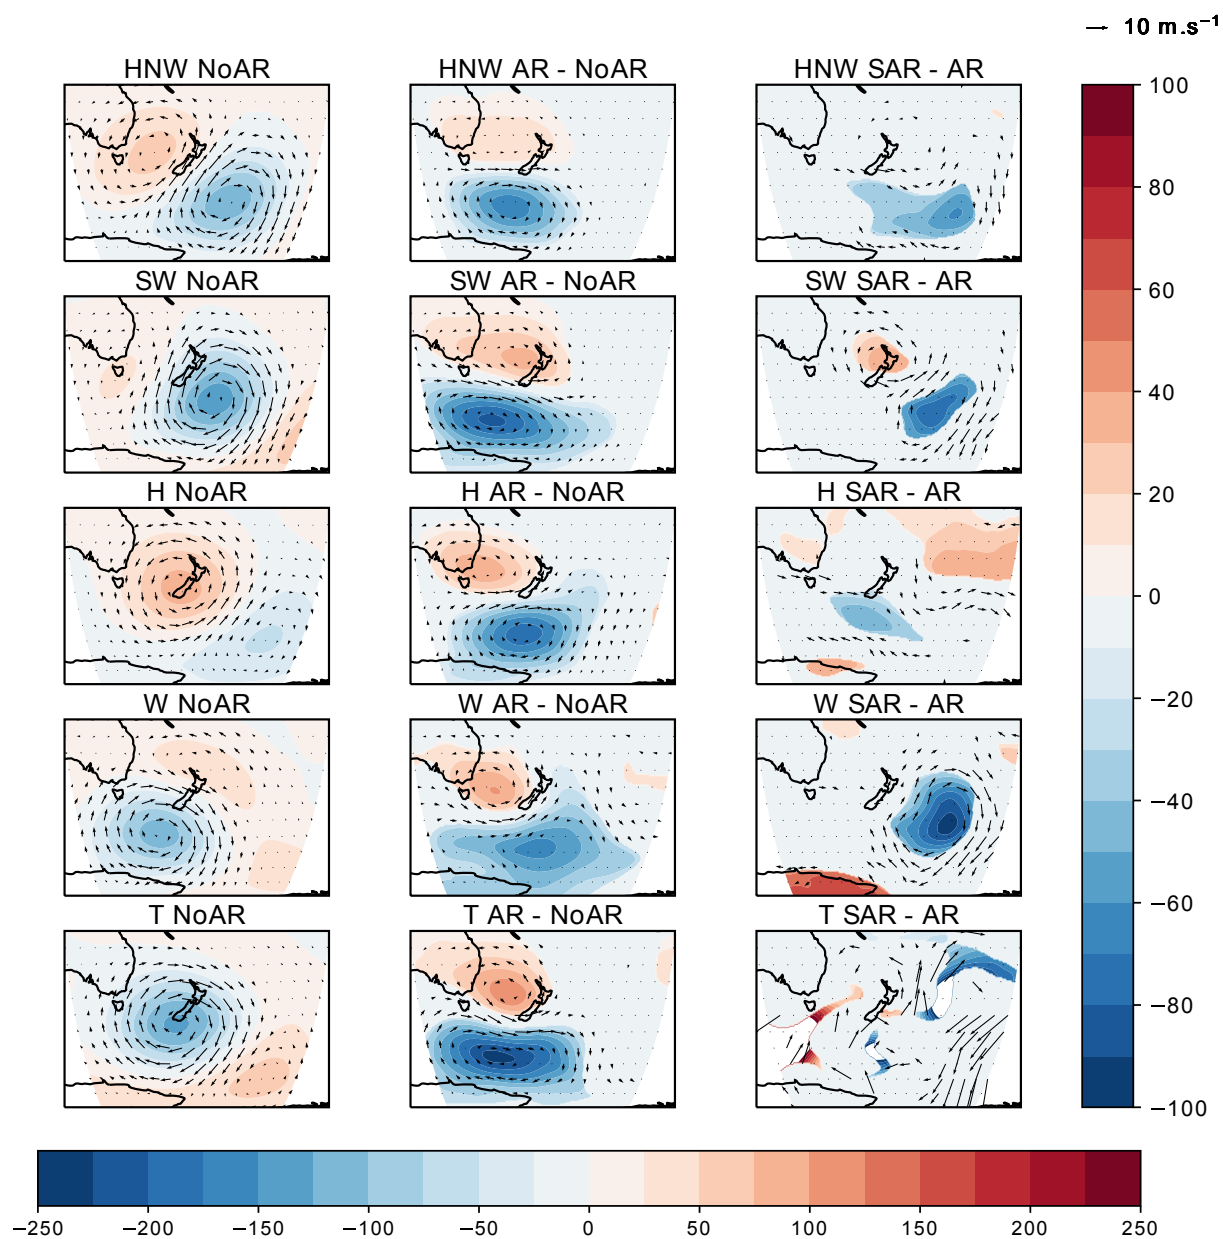 10 m.s⁻¹
HNW NoAR
HNW AR - NoAR
HNW SAR - AR
SW NoAR
SW AR - NoAR
SW SAR - AR
H NoAR
H AR - NoAR
H SAR - AR
W NoAR
W AR - NoAR
W SAR - AR
T NoAR
T AR - NoAR
T SAR - AR
100
80
60
40
20
0
−20
−40
−60
−80
−100
−250 −200 −150 −100 −50 0 50 100 150 200 250